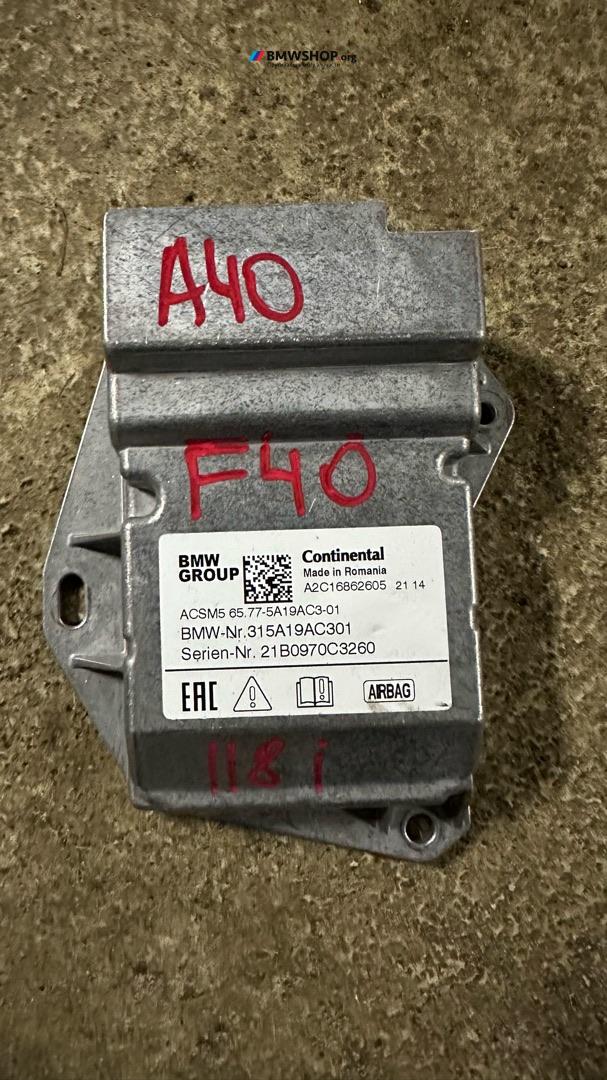 BMWSHOP.org
A40
F40
BMW GROUP
Continental
Made in Romania
A2C16862605 21 14
ACSM5 65.77-5A19AC3-01
BMW-Nr.315A19AC301
Serien-Nr. 21B0970C3260
EAC
AIRBAG
118 i